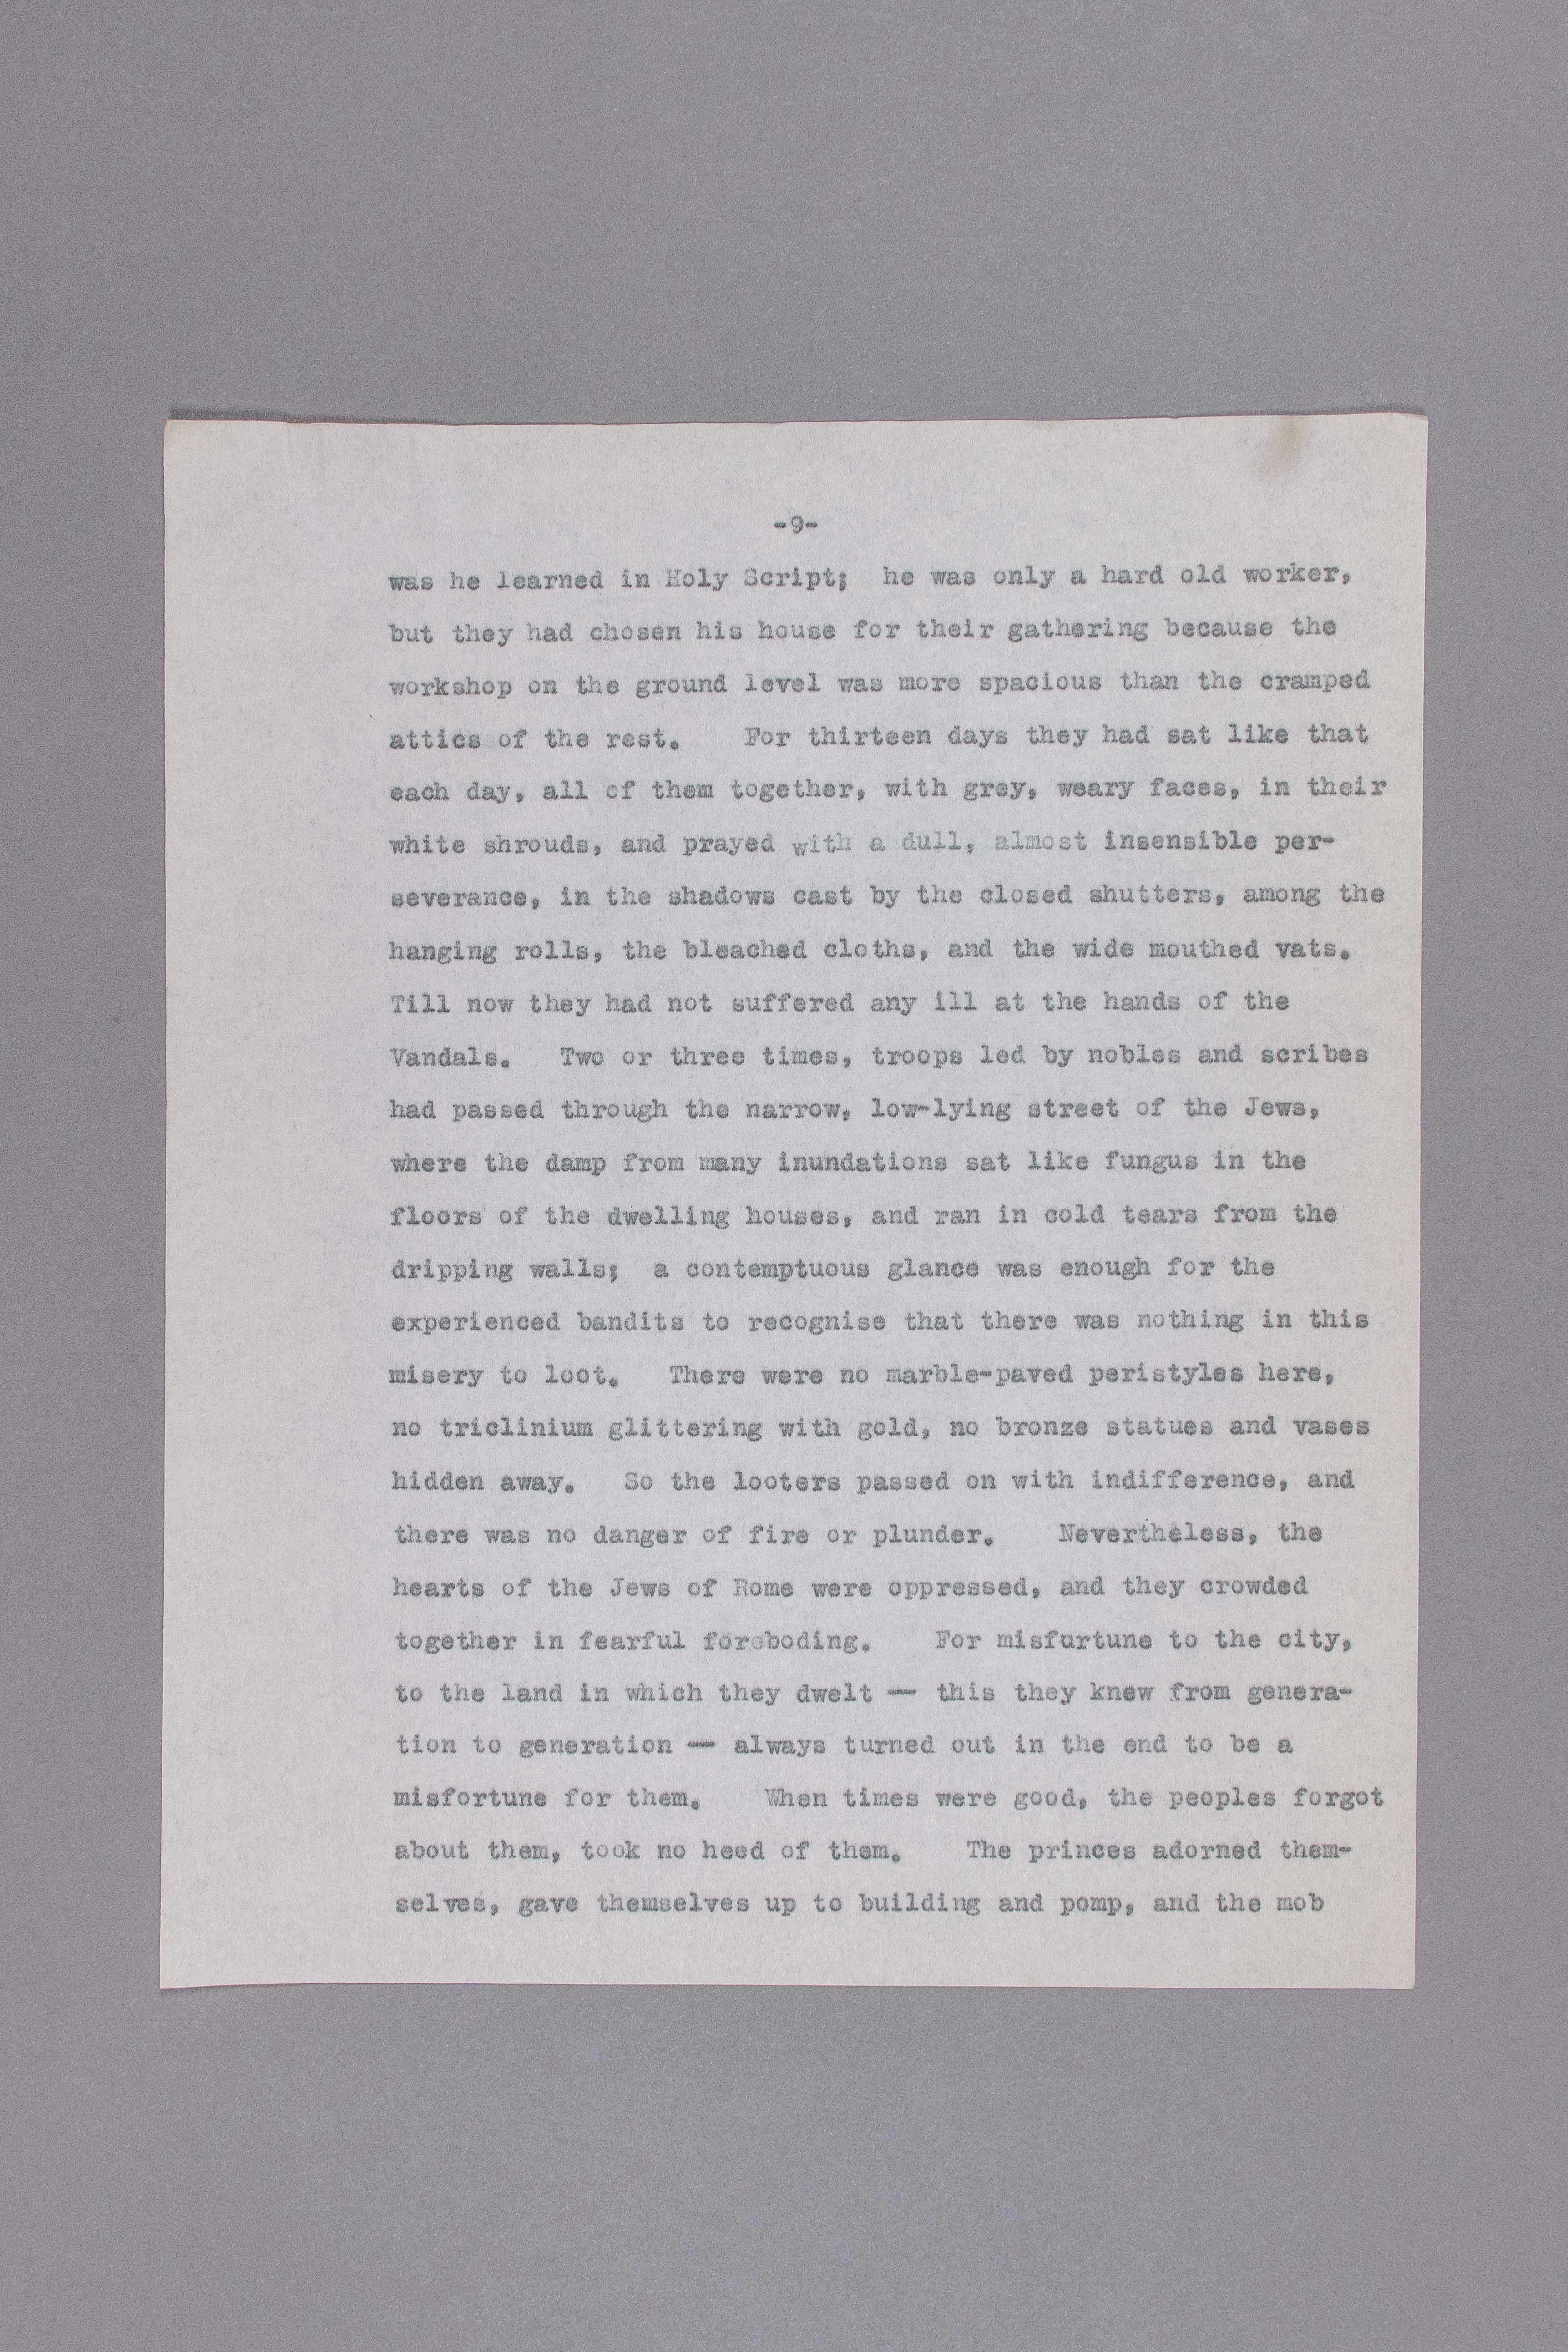 -9-
was he learned in Holy Script;  he was only a hard old worker,
but they had chosen his house for their gathering because the
workshop on the ground level was more spacious than the cramped
attics of the rest.   For thirteen days they had sat like that
each day, all of them together, with grey, weary faces, in their
white shrouds, and prayed with a dull, almost insensible per-
severance, in the shadows cast by the closed shutters, among the
hanging rolls, the bleached cloths, and the wide mouthed vats.
Till now they had not suffered any ill at the hands of the
Vandals.   Two or three times, troops led by nobles and scribes
had passed through the narrow, low-lying street of the Jews,
where the damp from many inundations sat like fungus in the
floors of the dwelling houses, and ran in cold tears from the
dripping walls;  a contemptuous glance was enough for the
experienced bandits to recognise that there was nothing in this
misery to loot.   There were no marble-paved peristyles here,
no triclinium glittering with gold, no bronze statues and vases
hidden away.   So the looters passed on with indifference, and
there was no danger of fire or plunder.    Nevertheless, the
hearts of the Jews of Rome were oppressed, and they crowded
together in fearful foreboding.    For misfurtune to the city,
to the land in which they dwelt — this they knew from genera-
tion to generation — always turned out in the end to be a
misfortune for them.    When times were good, the peoples forgot
about them, took no heed of them.    The princes adorned them-
selves, gave themselves up to building and pomp, and the mob